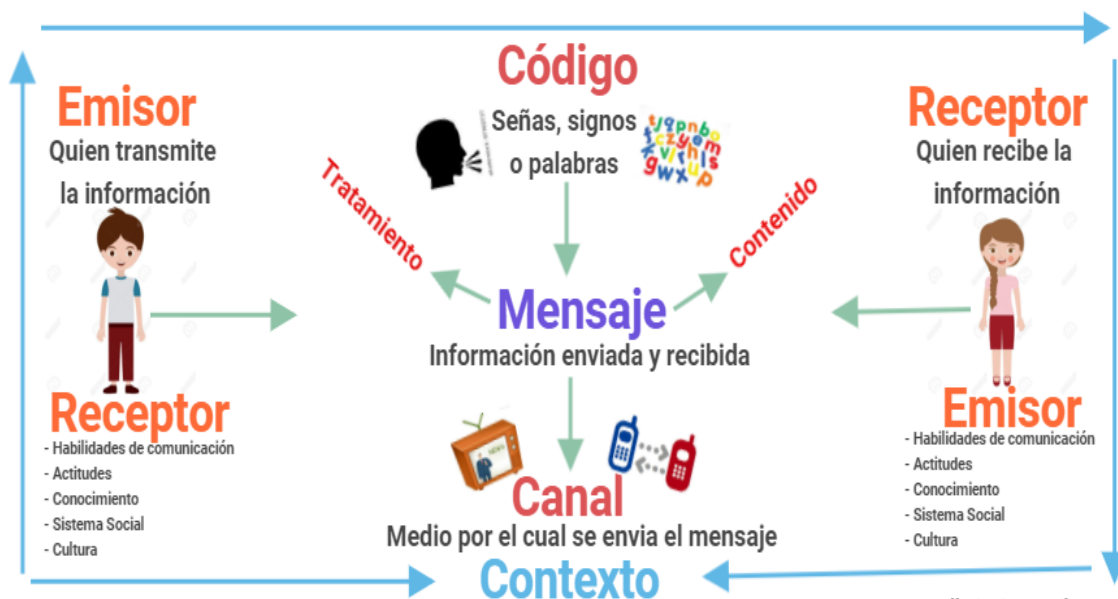 Código
Señas, signos
o palabras
Emisor
Quien transmite
la información
Receptor
Quien recibe la
información
Tratamiento
Contenido
Mensaje
Información enviada y recibida
Receptor
- Habilidades de comunicación
- Actitudes
- Conocimiento
- Sistema Social
- Cultura
Emisor
- Habilidades de comunicación
- Actitudes
- Conocimiento
- Sistema Social
- Cultura
NEWS
Canal
Medio por el cual se envia el mensaje
Contexto